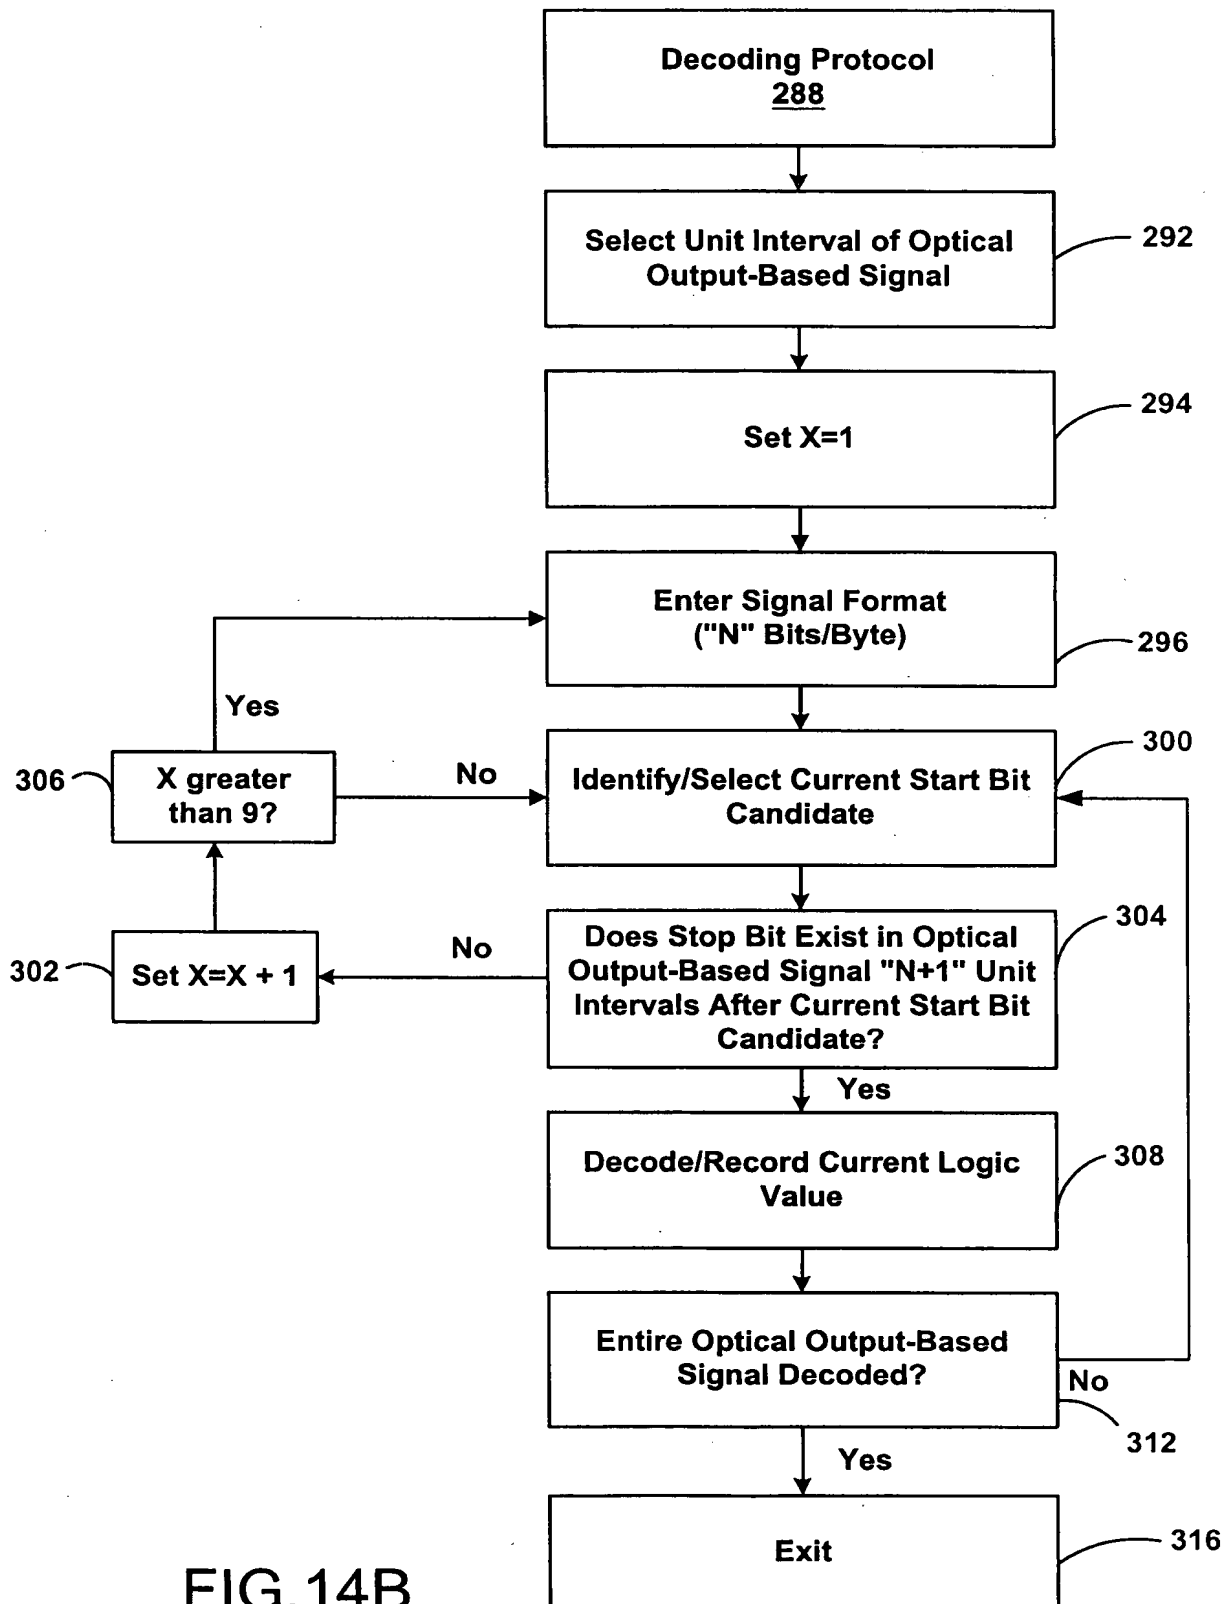 Decoding Protocol
288
Select Unit Interval of Optical
Output-Based Signal
292
Set X=1
294
Enter Signal Format
("N" Bits/Byte)
296
Yes
306
X greater
than 9?
No
Identify/Select Current Start Bit
Candidate
300
302
Set X=X + 1
No
Does Stop Bit Exist in Optical
Output-Based Signal "N+1" Unit
Intervals After Current Start Bit
Candidate?
304
Yes
Decode/Record Current Logic
Value
308
Entire Optical Output-Based
Signal Decoded?
No
312
Yes
Exit
316
FIG.14B